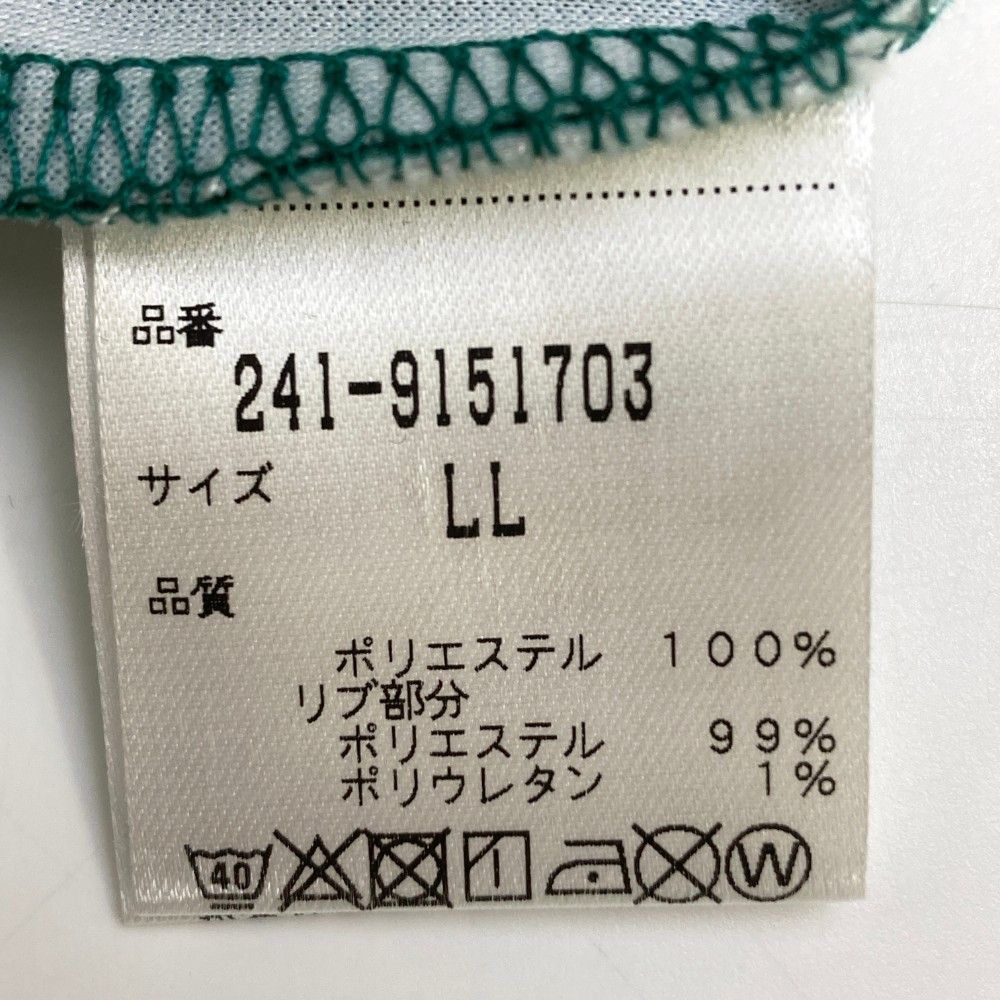 品番
241-9151703
サイズ LL
品質
ポリエステル 100%
リブ部分
ポリエステル 99%
ポリウレタン 1%
40 W